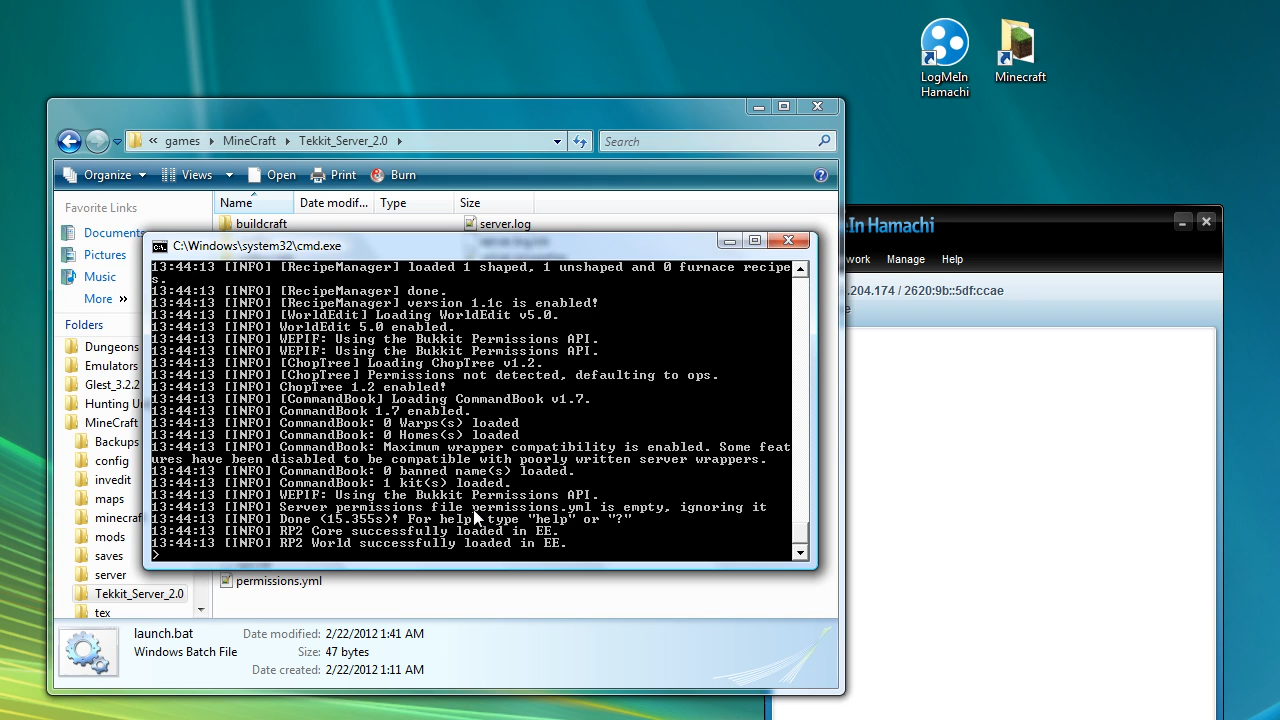 LogMeIn
Hamachi
Minecraft
« games MineCraft Tekkit_Server_2.0
Search
Organize Views Open Print Burn
Favorite Links
Documents
Pictures
Music
More »
Folders
Dungeons
Emulators
Glest_3.2.2
Hunting
MineCraft
Backups
config
invedit
maps
minecraft
mods
saves
server
Tekkit_Server_2.0
tex
Name Date modif... Type Size
buildcraft server.log
C:\Windows\system32\cmd.exe
13:44:13 [INFO] [RecipeManager] loaded 1 shaped, 1 unshaped and 0 furnace recipe
s.
13:44:13 [INFO] [RecipeManager] done.
13:44:13 [INFO] [RecipeManager] version 1.1c is enabled!
13:44:13 [INFO] [WorldEdit] Loading WorldEdit v5.0.
13:44:13 [INFO] WorldEdit 5.0 enabled.
13:44:13 [INFO] WEPIF: Using the Bukkit Permissions API.
13:44:13 [INFO] WEPIF: Using the Bukkit Permissions API.
13:44:13 [INFO] [ChopTree] Loading ChopTree v1.2.
13:44:13 [INFO] [ChopTree] Permissions not detected, defaulting to ops.
13:44:13 [INFO] ChopTree 1.2 enabled!
13:44:13 [INFO] [CommandBook] Loading CommandBook v1.7.
13:44:13 [INFO] CommandBook 1.7 enabled.
13:44:13 [INFO] CommandBook: 0 Warps(s) loaded
13:44:13 [INFO] CommandBook: 0 Homes(s) loaded
13:44:13 [INFO] CommandBook: Maximum wrapper compatibility is enabled. Some feat
ures have been disabled to be compatible with poorly written server wrappers.
13:44:13 [INFO] CommandBook: 0 banned name(s) loaded.
13:44:13 [INFO] CommandBook: 1 kit(s) loaded.
13:44:13 [INFO] WEPIF: Using the Bukkit Permissions API.
13:44:13 [INFO] Server permissions file permissions.yml is empty, ignoring it
13:44:13 [INFO] Done (15.355s)! For help, type "help" or "?"
13:44:13 [INFO] RP2 Core successfully loaded in EE.
13:44:13 [INFO] RP2 World successfully loaded in EE.
>
permissions.yml
launch.bat Date modified: 2/22/2012 1:41 AM
Windows Batch File Size: 47 bytes
Date created: 2/22/2012 1:11 AM
In Hamachi
work Manage Help
.204.174 / 2620:9b::5df:ccae